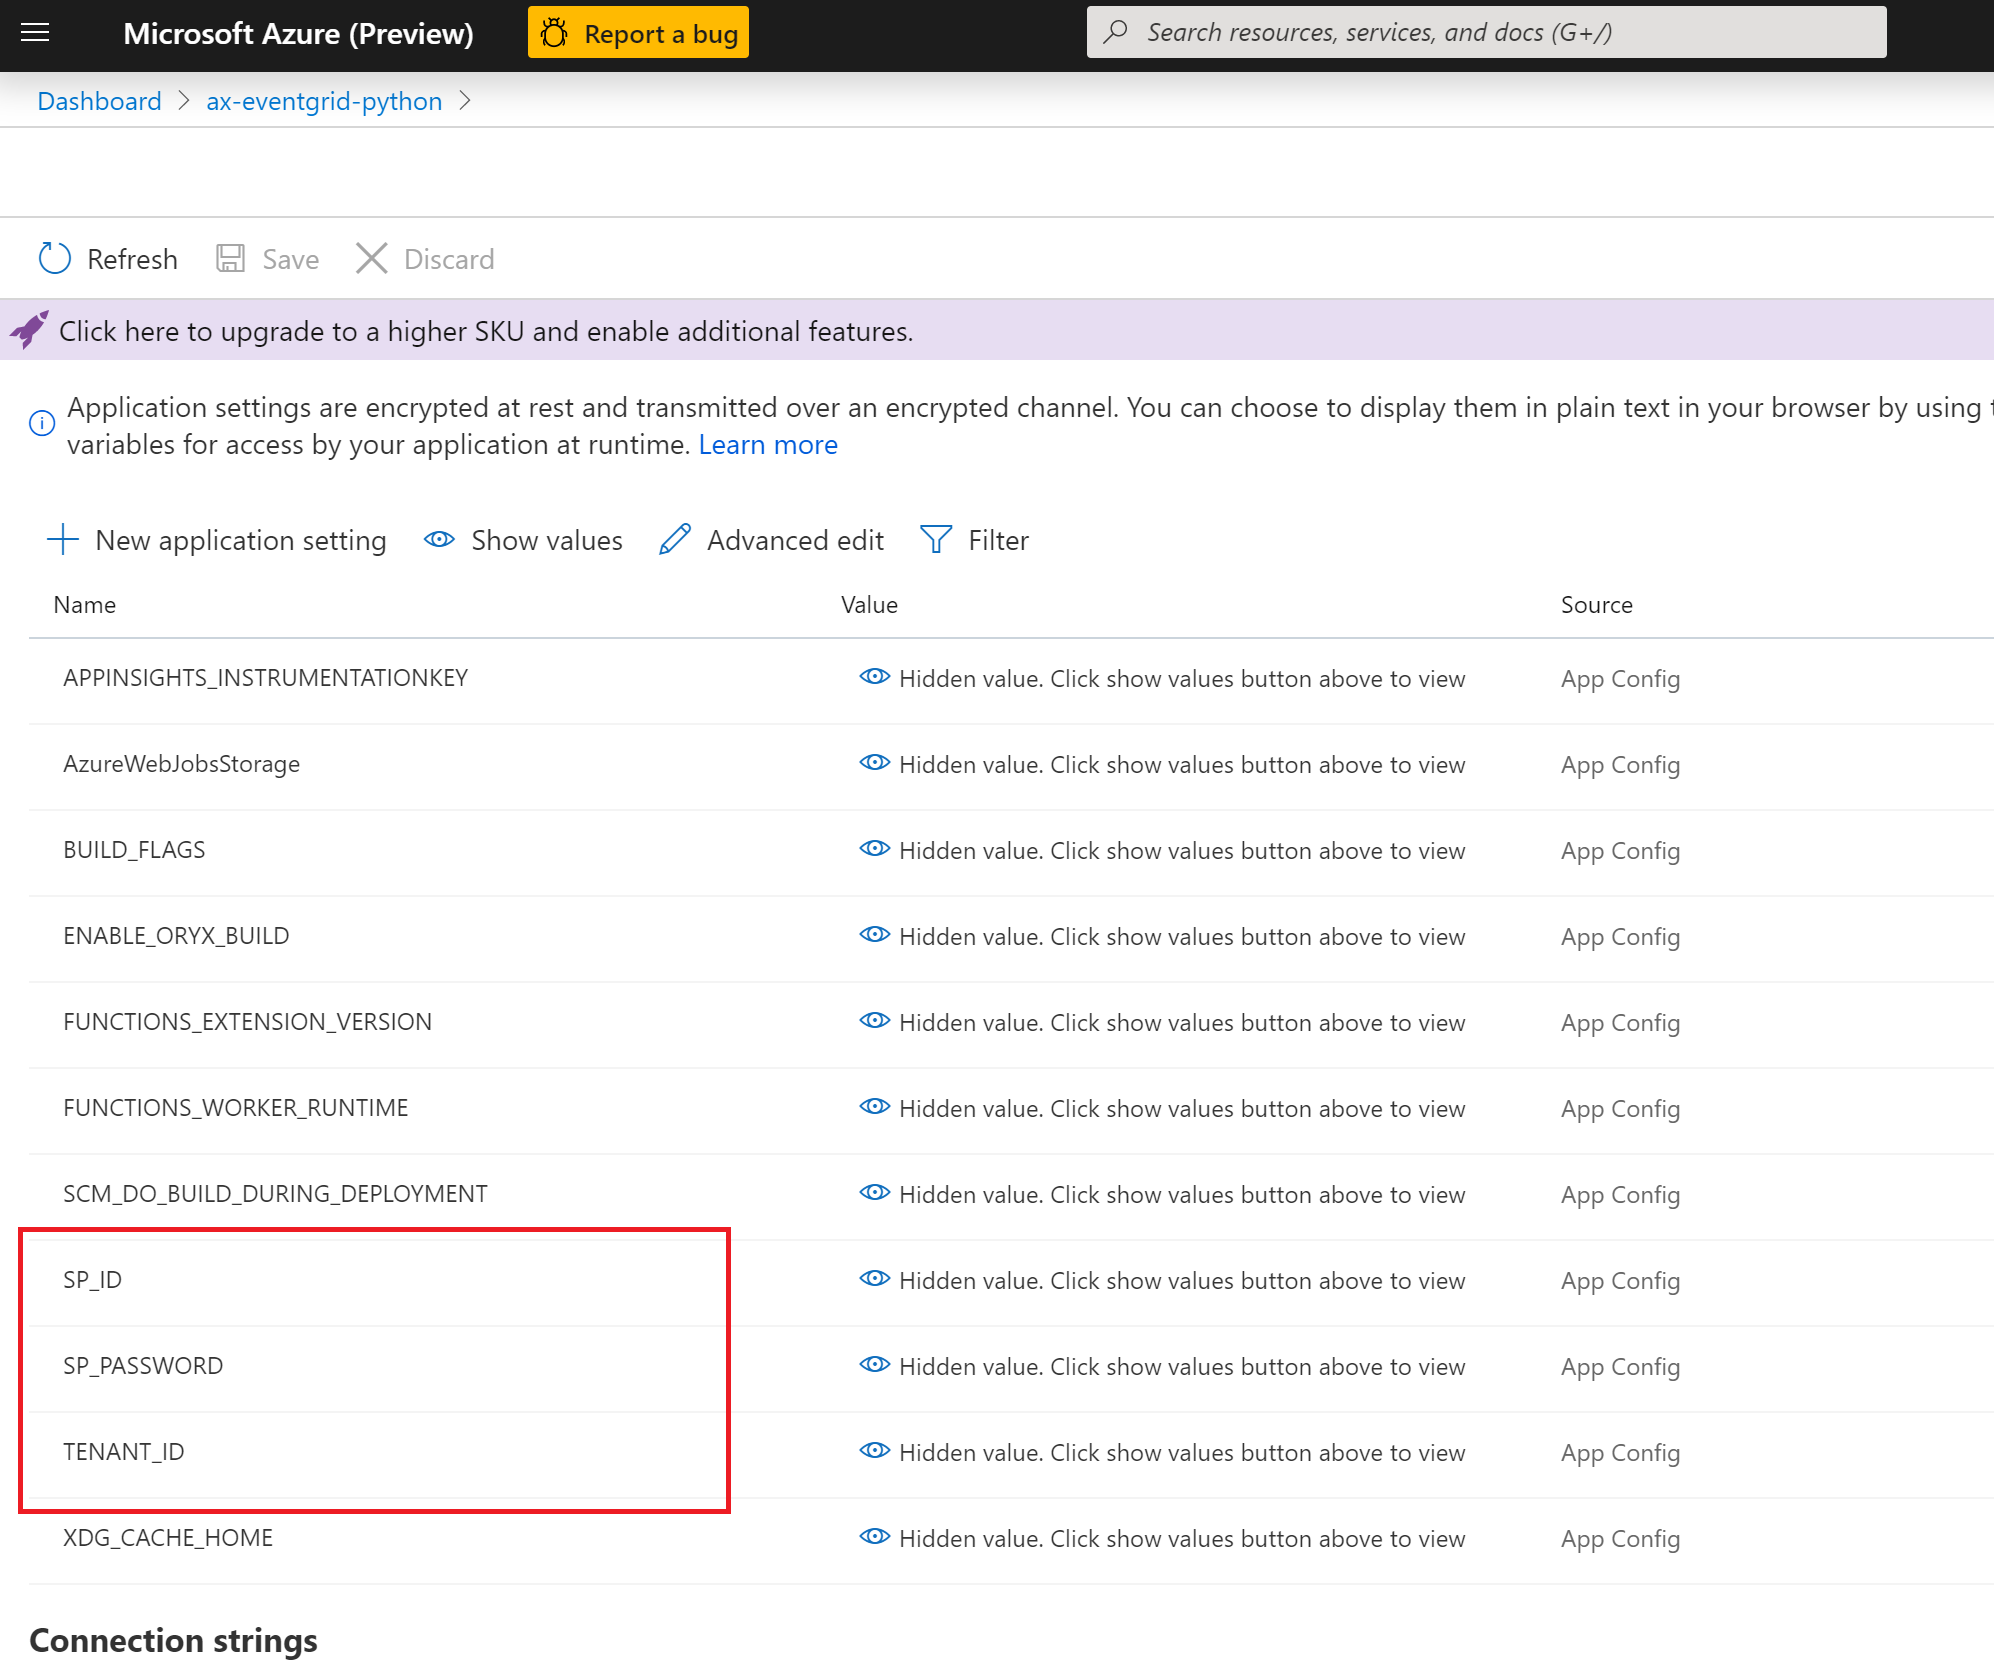 Microsoft Azure (Preview) Report a bug Search resources, services, and docs (G+/)
Dashboard > ax-eventgrid-python >
Refresh Save Discard
Click here to upgrade to a higher SKU and enable additional features.
Application settings are encrypted at rest and transmitted over an encrypted channel. You can choose to display them in plain text in your browser by using
variables for access by your application at runtime. Learn more
New application setting Show values Advanced edit Filter
Name Value Source
APPINSIGHTS_INSTRUMENTATIONKEY Hidden value. Click show values button above to view App Config
AzureWebJobsStorage Hidden value. Click show values button above to view App Config
BUILD_FLAGS Hidden value. Click show values button above to view App Config
ENABLE_ORYX_BUILD Hidden value. Click show values button above to view App Config
FUNCTIONS_EXTENSION_VERSION Hidden value. Click show values button above to view App Config
FUNCTIONS_WORKER_RUNTIME Hidden value. Click show values button above to view App Config
SCM_DO_BUILD_DURING_DEPLOYMENT Hidden value. Click show values button above to view App Config
SP_ID Hidden value. Click show values button above to view App Config
SP_PASSWORD Hidden value. Click show values button above to view App Config
TENANT_ID Hidden value. Click show values button above to view App Config
XDG_CACHE_HOME Hidden value. Click show values button above to view App Config
Connection strings